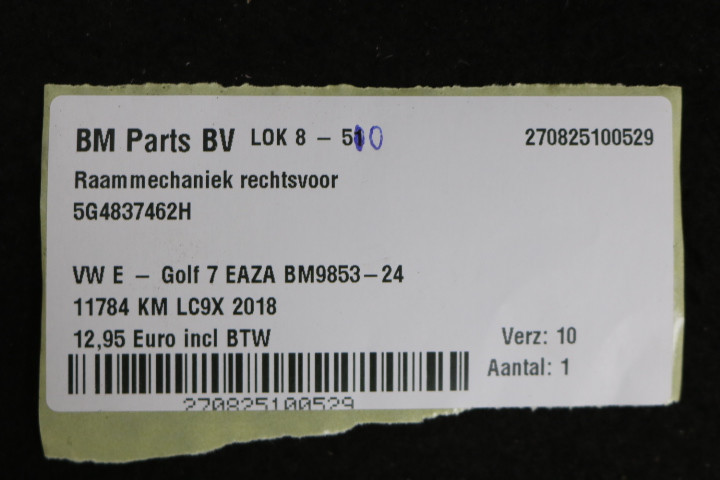 BM Parts BV LOK 8 - 510 270825100529
Raammechaniek rechtsvoor
5G4837462H
VW E - Golf 7 EAZA BM9853-24
11784 KM LC9X 2018
12,95 Euro incl BTW
Verz: 10
Aantal: 1
270825100529